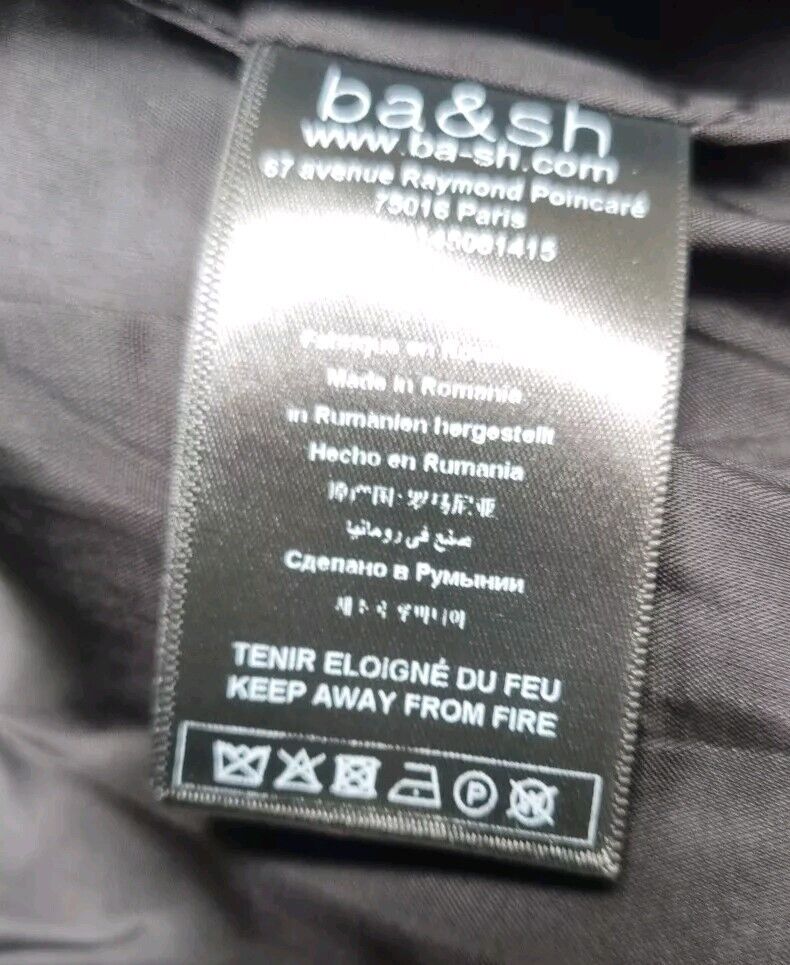 ba&sh
www.ba-sh.com
67 avenue Raymond Poincaré
75016 Paris
45061415
en
Made in Romania
in Rumänien hergestellt
Hecho en Rumania
صنع في رومانيا
Сделано в Румынии
TENIR ELOIGNÉ DU FEU
KEEP AWAY FROM FIRE
P
W